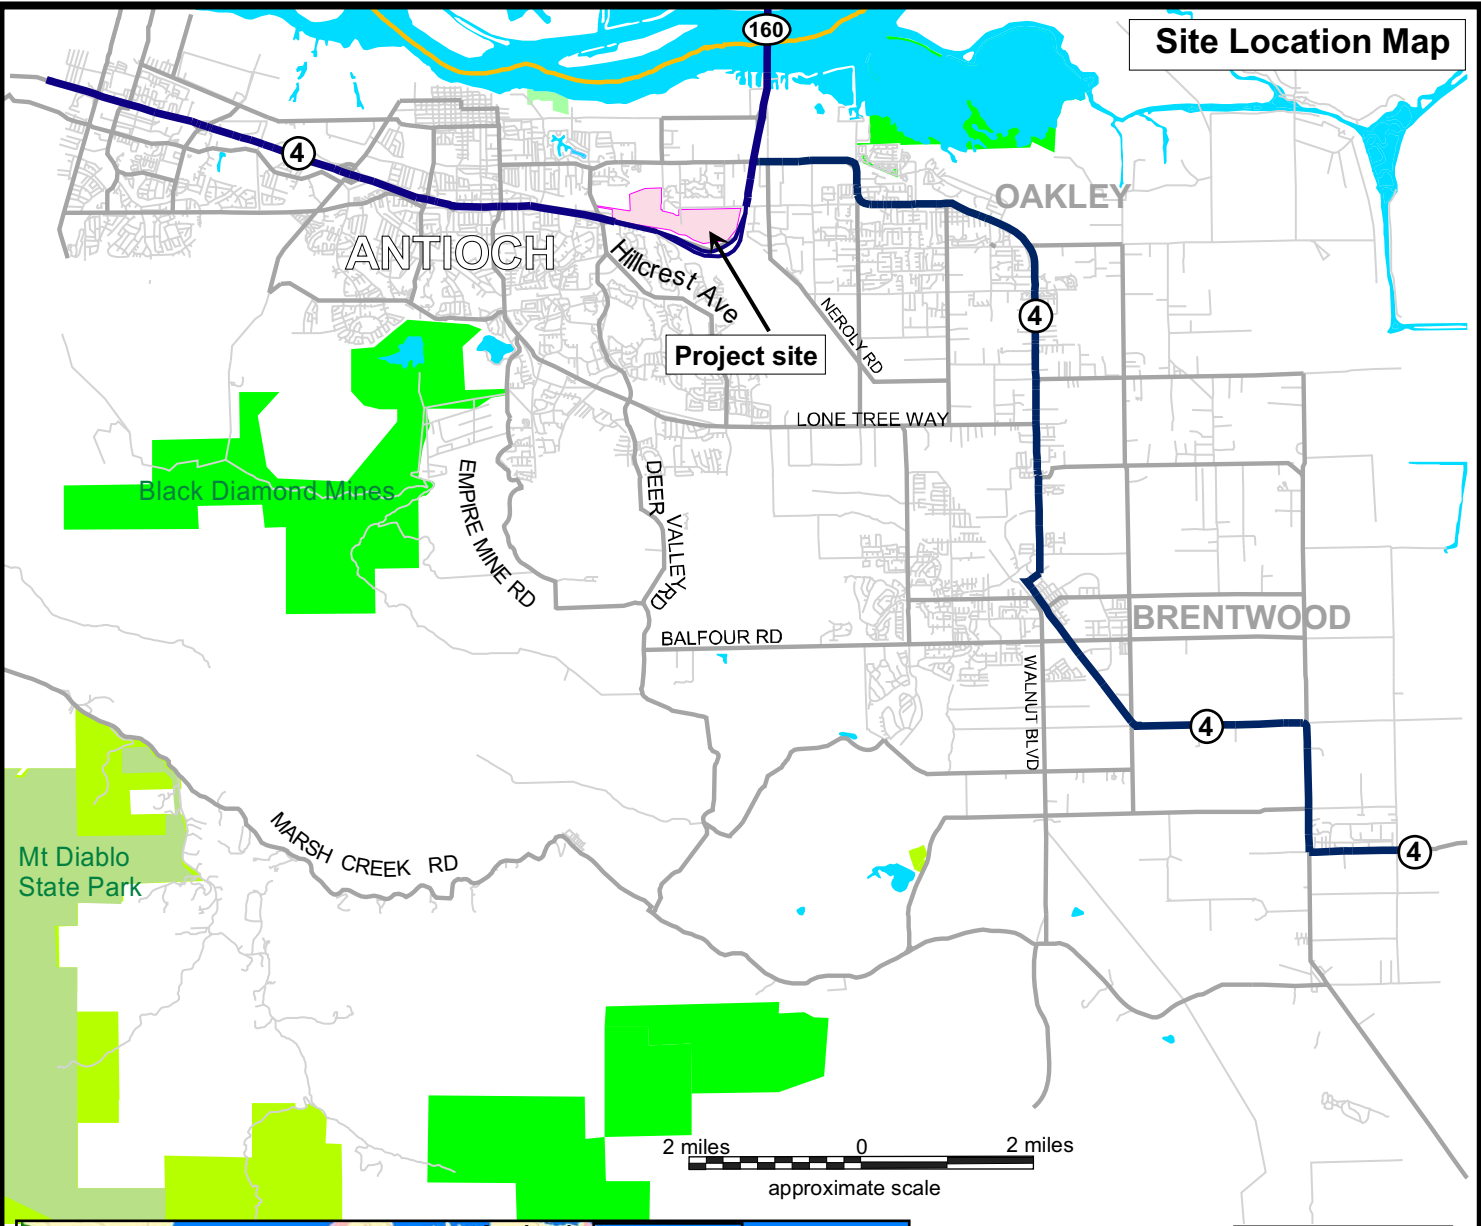 160
Site Location Map
4
OAKLEY
ANTIOCH
Hillcrest Ave
4
NEROLY RD
Project site
LONE TREE WAY
Black Diamond Mines
EMPIRE MINE RD
DEER VALLEY RD
BRENTWOOD
BALFOUR RD
WALNUT BLVD
4
MARSH CREEK RD
4
Mt Diablo
State Park
2 miles 0 2 miles
approximate scale